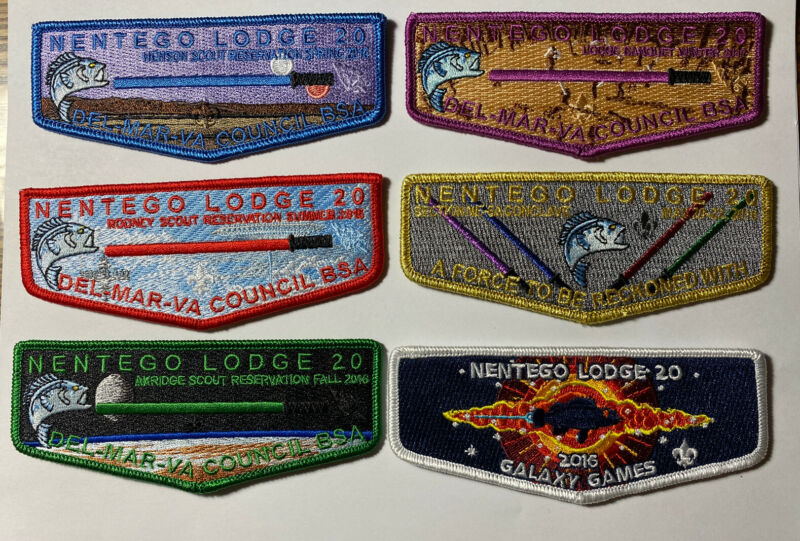 NENTEGO LODGE 20
HENSON SCOUT RESERVATION SPRING 2016
DEL-MAR-VA COUNCIL BSA
NENTEGO LODGE 20
LODGE BANQUET WINTER 2016
DEL-MAR-VA COUNCIL BSA
NENTEGO LODGE 20
RODNEY SCOUT RESERVATION SUMMER 2016
DEL-MAR-VA COUNCIL BSA
NENTEGO LODGE 20
A FORCE TO BE RECKONED WITH
NENTEGO LODGE 20
AKRIDGE SCOUT RESERVATION FALL 2016
DEL-MAR-VA COUNCIL BSA
NENTEGO LODGE 20
2016
GALAXY GAMES